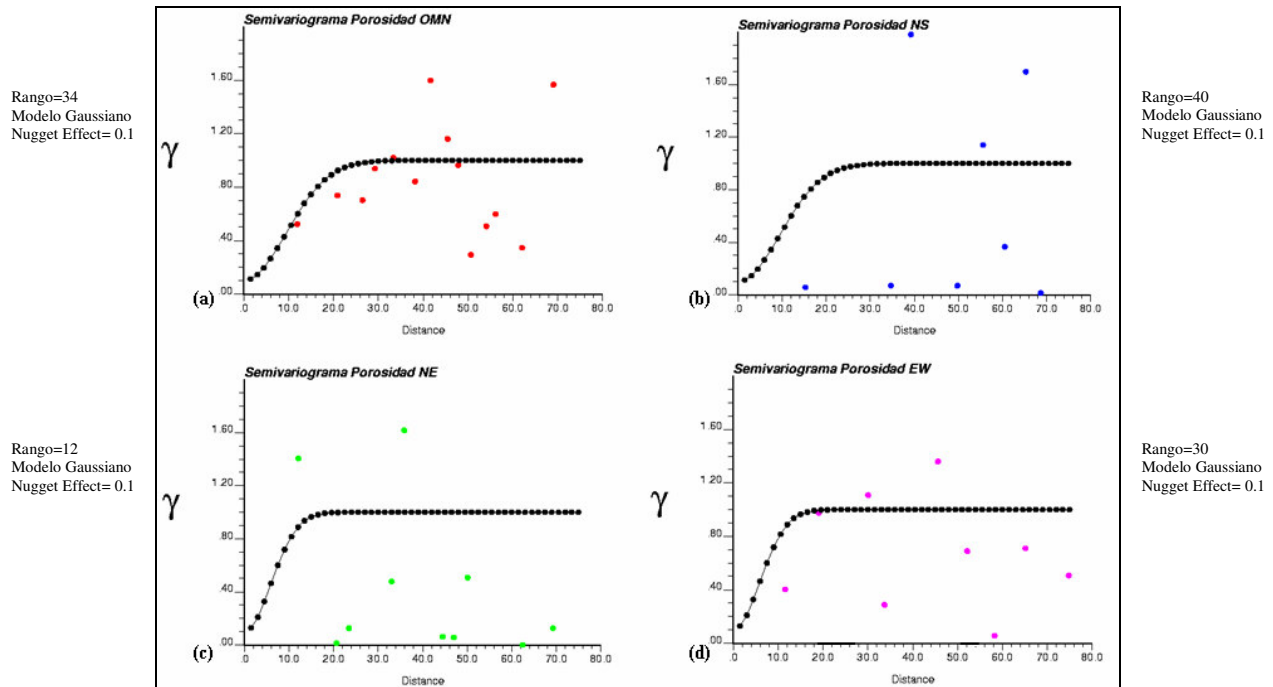 Rango=34
Modelo Gaussiano
Nugget Effect= 0.1
Semivariograma Porosidad OMN
1.60
1.20
γ
.80
.40
.00
(a)
.0 10.0 20.0 30.0 40.0 50.0 60.0 70.0 80.0
Distance
Semivariograma Porosidad NS
1.60
1.20
γ
.80
.40
.00
(b)
.0 10.0 20.0 30.0 40.0 50.0 60.0 70.0 80.0
Distance
Rango=40
Modelo Gaussiano
Nugget Effect= 0.1
Rango=12
Modelo Gaussiano
Nugget Effect= 0.1
Semivariograma Porosidad NE
1.60
1.20
γ
.80
.40
.00
(c)
.0 10.0 20.0 30.0 40.0 50.0 60.0 70.0 80.0
Distance
Semivariograma Porosidad EW
1.60
1.20
γ
.80
.40
.00
(d)
.0 10.0 20.0 30.0 40.0 50.0 60.0 70.0 80.0
Distance
Rango=30
Modelo Gaussiano
Nugget Effect= 0.1